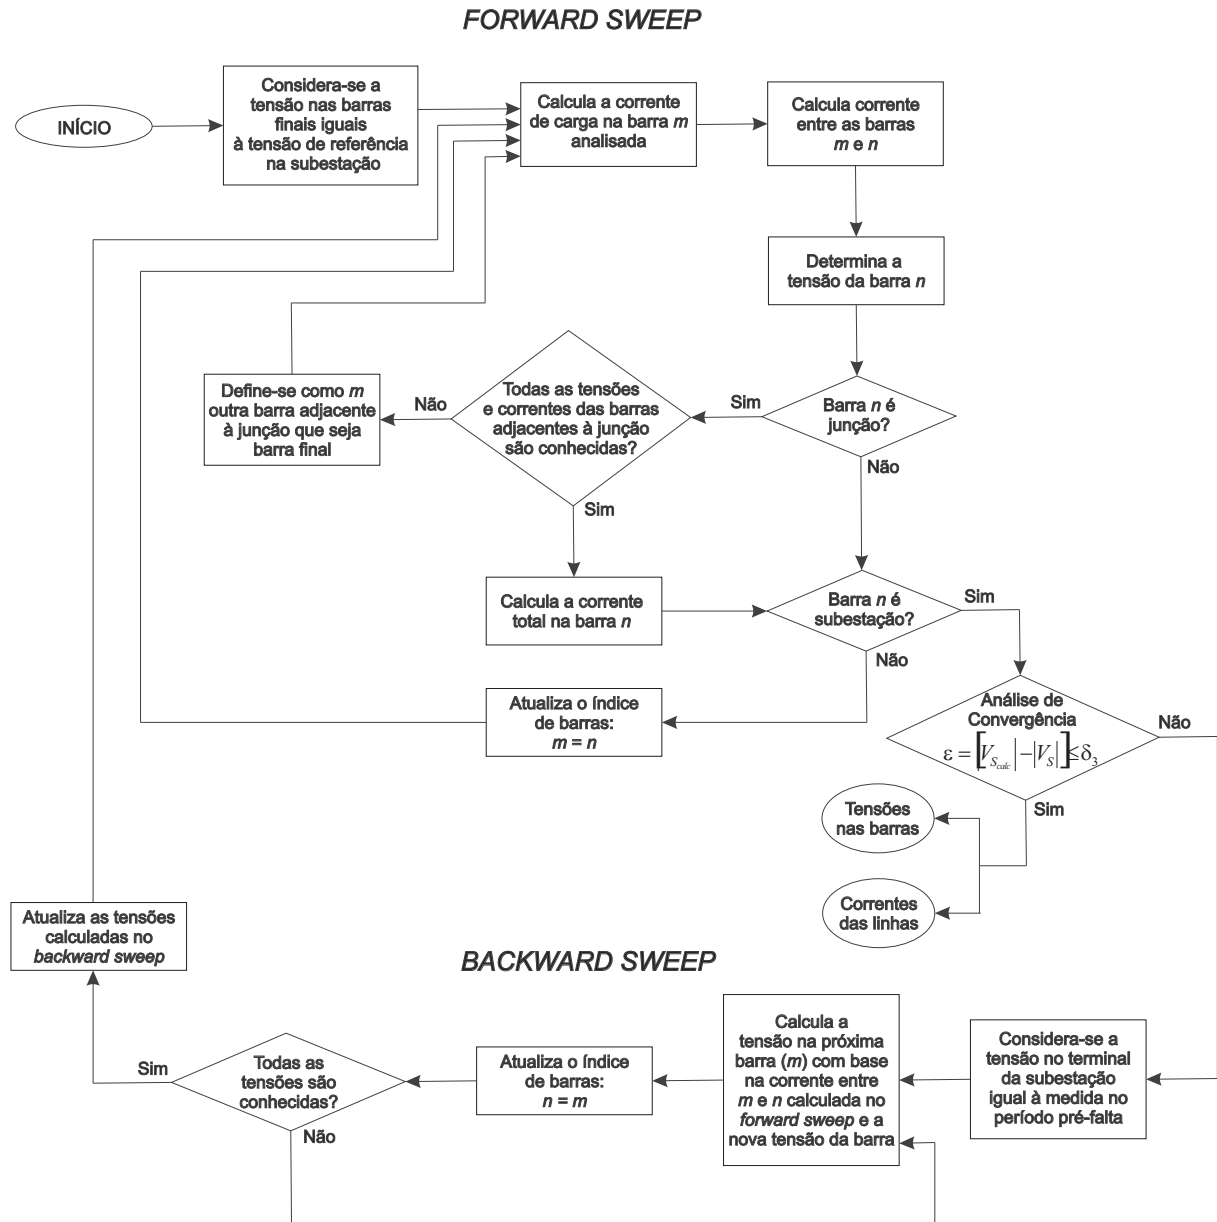 FORWARD SWEEP
INÍCIO
Considera-se a
tensão nas barras
finais iguais
à tensão de referência
na subestação
Calcula a corrente
de carga na barra m
analisada
Calcula corrente
entre as barras
m e n
Determina a
tensão da barra n
Barra n é
junção?
Sim
Não
Todas as tensões
e correntes das barras
adjacentes à junção
são conhecidas?
Não
Sim
Define-se como m
outra barra adjacente
à junção que seja
barra final
Calcula a corrente
total na barra n
Barra n é
subestação?
Sim
Não
Atualiza o índice
de barras:
m = n
Análise de
Convergência
ε = [|V_{S_{calc}}| − |V_S|] ≤ δ_3
Não
Sim
Tensões
nas barras
Correntes
das linhas
Atualiza as tensões
calculadas no
backward sweep
BACKWARD SWEEP
Considera-se a
tensão no terminal
da subestação
igual à medida no
período pré-falta
Calcula a
tensão na próxima
barra (m) com base
na corrente entre
m e n calculada no
forward sweep e a
nova tensão da barra
Atualiza o índice
de barras:
n = m
Todas as
tensões são
conhecidas?
Sim
Não